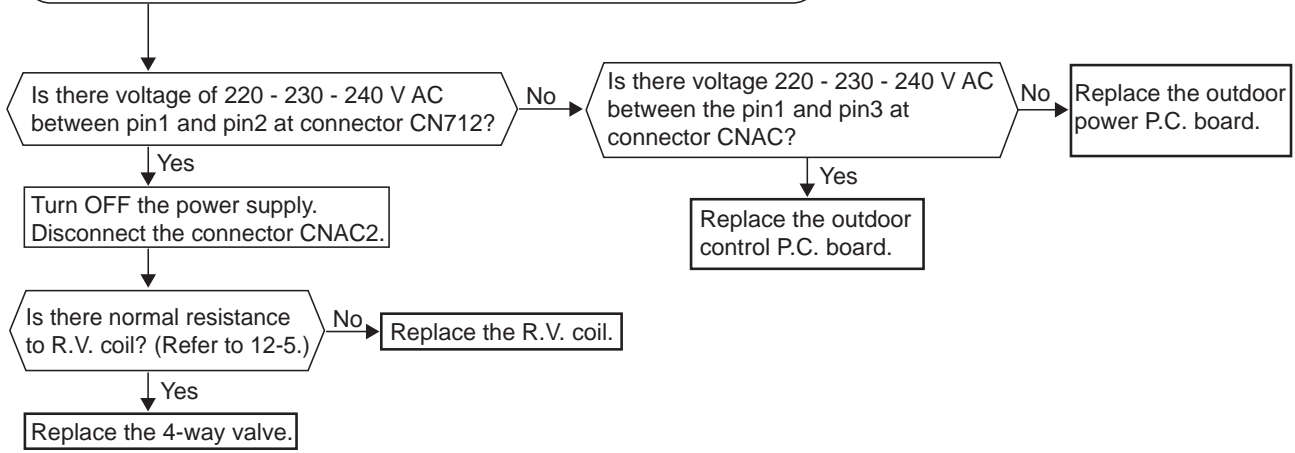 Is there voltage of 220 - 230 - 240 V AC
between pin1 and pin2 at connector CN712?
No
Is there voltage 220 - 230 - 240 V AC
between the pin1 and pin3 at
connector CNAC?
No
Replace the outdoor
power P.C. board.
Yes
Replace the outdoor
control P.C. board.
Yes
Turn OFF the power supply.
Disconnect the connector CNAC2.
Is there normal resistance
to R.V. coil? (Refer to 12-5.)
No
Replace the R.V. coil.
Yes
Replace the 4-way valve.